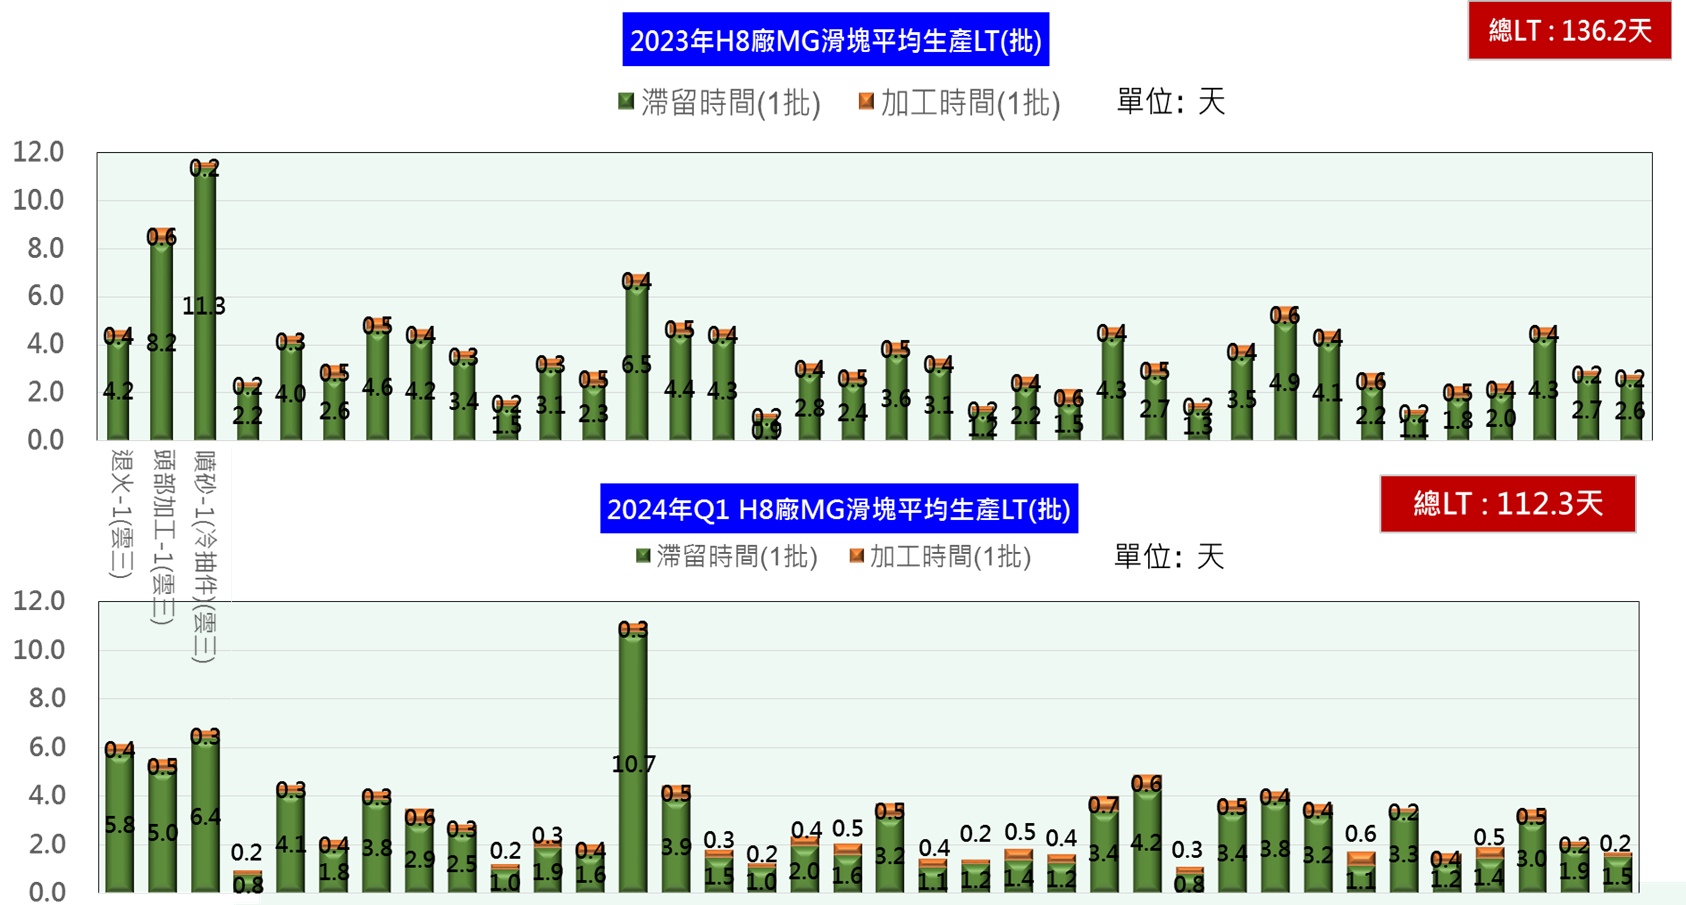 2023年H8廠MG滑塊平均生產LT(批)
總LT : 136.2天
滯留時間(1批) 加工時間(1批) 單位: 天
12.0
10.0
8.0
6.0
4.0
2.0
0.0
0.4 0.6 0.2 0.2 0.3 0.5 0.5 0.4 0.3 0.2 0.3 0.5 0.4 0.5 0.4 0.2 0.4 0.5 0.5 0.4 0.2 0.4 0.6 0.4 0.5 0.2 0.4 0.6 0.4 0.6 0.2 0.5 0.4 0.4 0.2 0.2
4.2 8.2 11.3 2.2 4.0 2.6 4.6 4.2 3.4 1.5 3.1 2.3 6.5 4.4 4.3 0.9 2.8 2.4 3.6 3.1 1.2 2.2 1.5 4.3 2.7 1.3 3.5 4.9 4.1 2.2 1.1 1.8 2.0 4.3 2.7 2.6
退火-1(雲三)
頭部加工-1(雲三)
噴砂-1(冷抽件)(雲三)
2024年Q1 H8廠MG滑塊平均生產LT(批)
總LT : 112.3天
滯留時間(1批) 加工時間(1批) 單位: 天
12.0
10.0
8.0
6.0
4.0
2.0
0.0
0.4 0.5 0.3 0.2 0.3 0.4 0.3 0.6 0.3 0.2 0.3 0.4 0.3 0.5 0.3 0.2 0.4 0.5 0.5 0.4 0.2 0.5 0.4 0.7 0.6 0.3 0.5 0.4 0.4 0.6 0.2 0.4 0.5 0.5 0.2 0.2
5.8 5.0 6.4 0.8 4.1 1.8 3.8 2.9 2.5 1.0 1.9 1.6 10.7 3.9 1.5 1.0 2.0 1.6 3.2 1.1 1.2 1.4 1.2 3.4 4.2 0.8 3.4 3.8 3.2 1.1 3.3 1.2 1.4 3.0 1.9 1.5